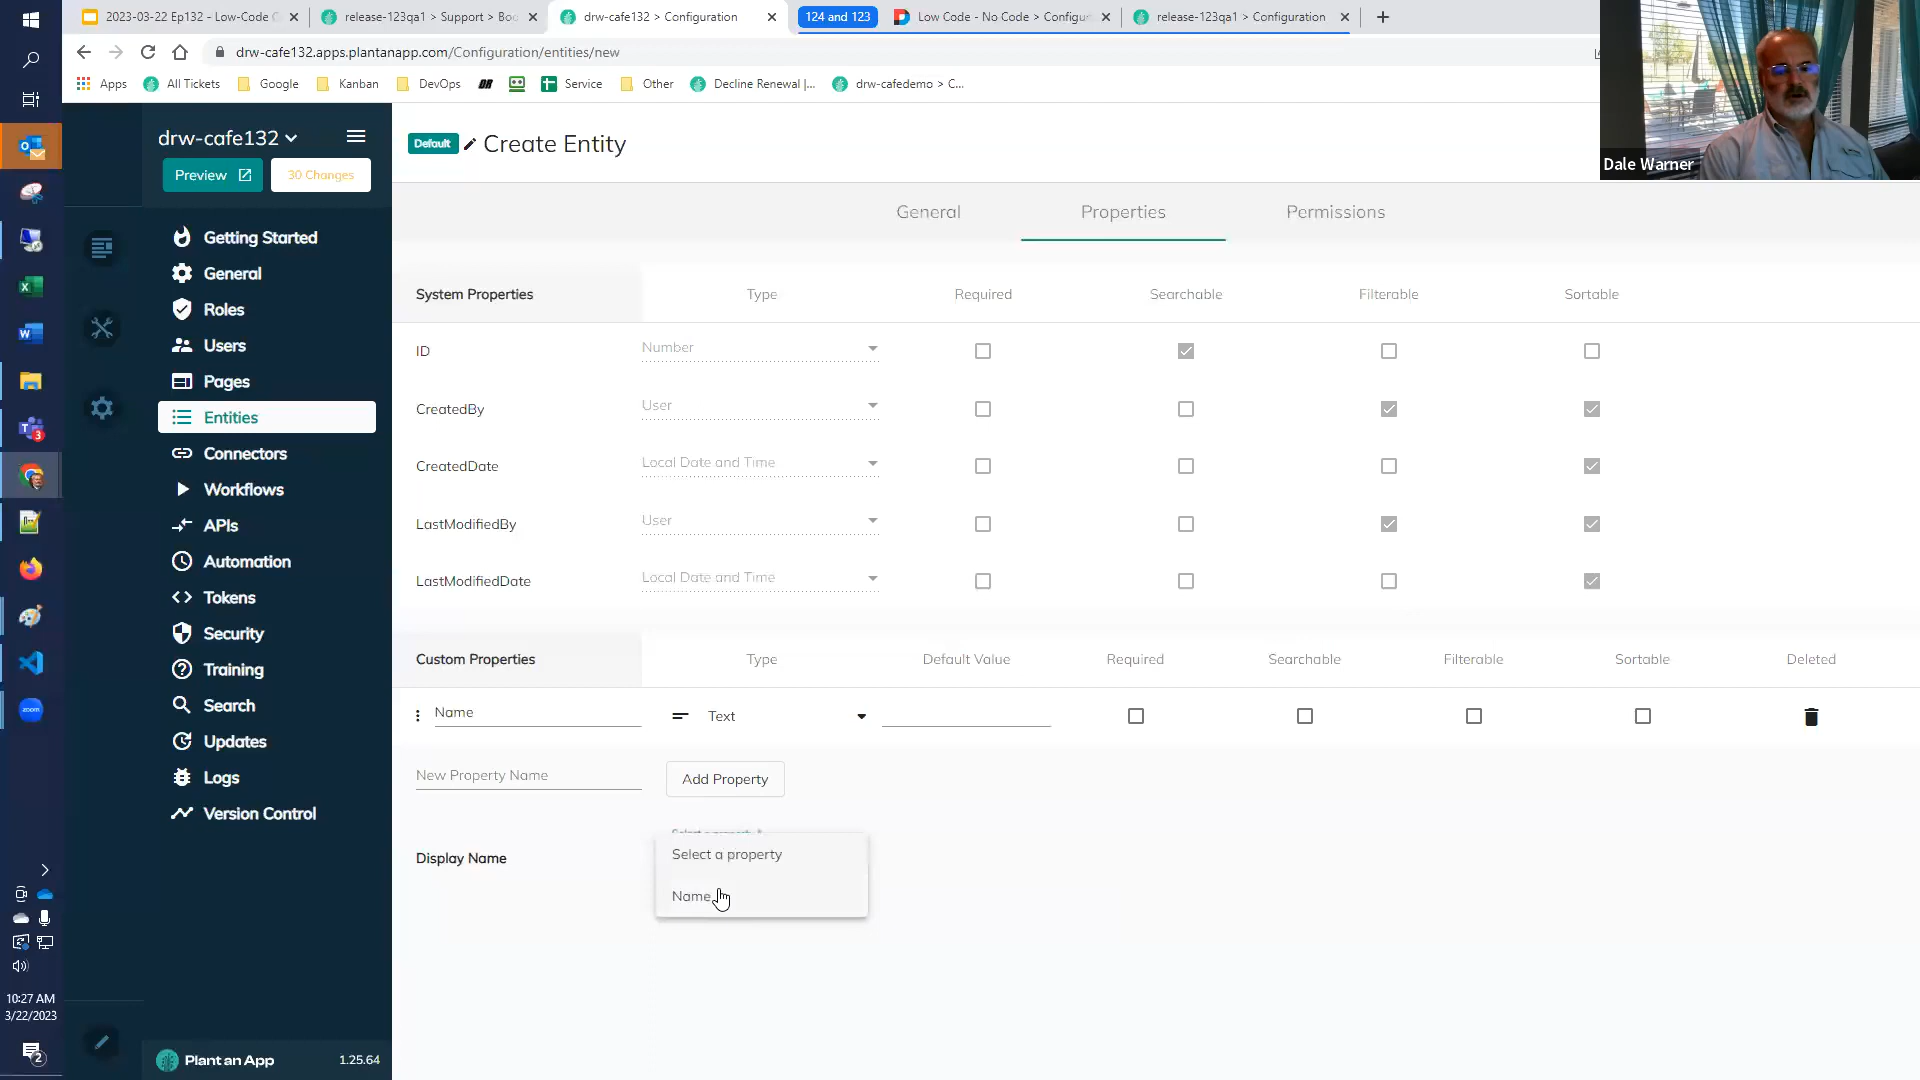 2023-03-22 Ep132 - Low-Code C
release-123qa1 > Support > Boo
drw-cafe132 > Configuration
124 and 123
Low Code - No Code > Configur
release-123qa1 > Configuration
drw-cafe132.apps.plantanapp.com/Configuration/entities/new
Apps
All Tickets
Google
Kanban
DevOps
Service
Other
Decline Renewal |...
drw-cafedemo > C...
Dale Warner
drw-cafe132
Preview
30 Changes
Getting Started
General
Roles
Users
Pages
Entities
Connectors
Workflows
APIs
Automation
Tokens
Security
Training
Search
Updates
Logs
Version Control
Plant an App
1.25.64
Default
Create Entity
General
Properties
Permissions
System Properties
Type
Required
Searchable
Filterable
Sortable
ID
Number
CreatedBy
User
CreatedDate
Local Date and Time
LastModifiedBy
User
LastModifiedDate
Local Date and Time
Custom Properties
Type
Default Value
Required
Searchable
Filterable
Sortable
Deleted
Name
Text
New Property Name
Add Property
Display Name
Select a property
Name
3
zoom
10:27 AM
3/22/2023
2